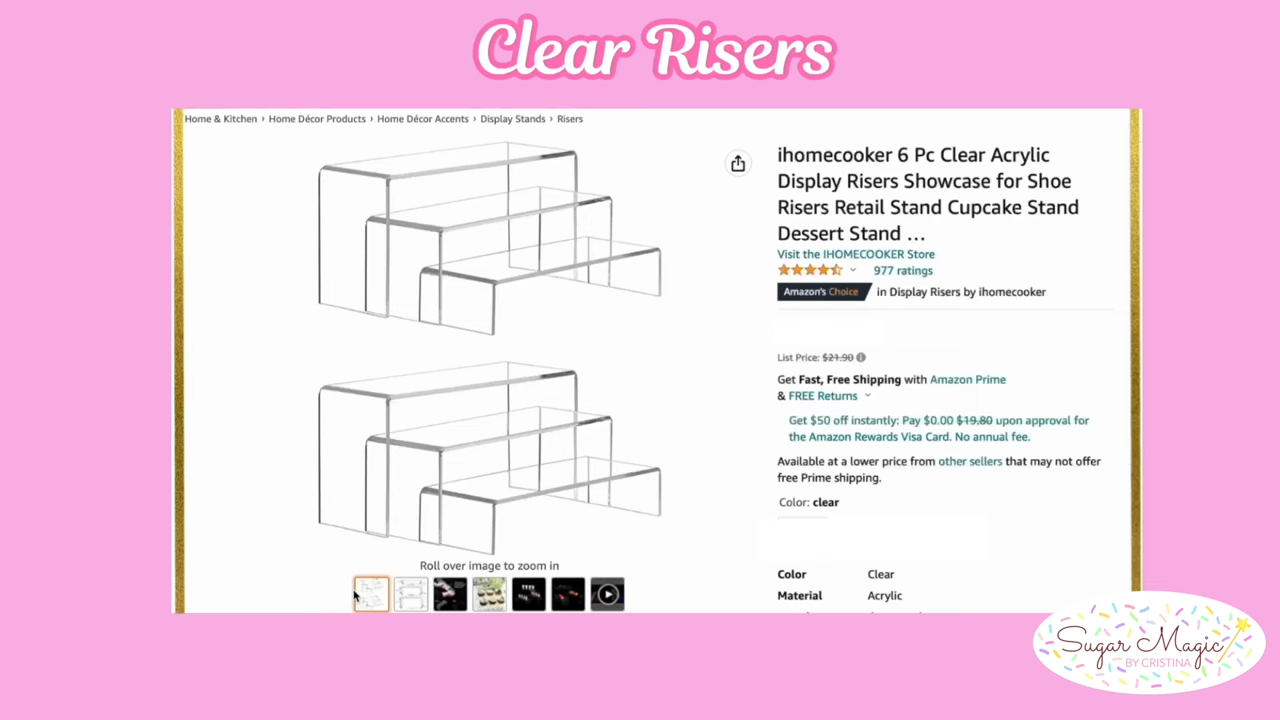 Clear Risers
Home & Kitchen › Home Décor Products › Home Décor Accents › Display Stands › Risers
ihomecooker 6 Pc Clear Acrylic
Display Risers Showcase for Shoe
Risers Retail Stand Cupcake Stand
Dessert Stand …
Visit the IHOMECOOKER Store
977 ratings
Amazon's Choice in Display Risers by ihomecooker
List Price: $21.90
Get Fast, Free Shipping with Amazon Prime
& FREE Returns
Get $50 off instantly: Pay $0.00 $19.80 upon approval for
the Amazon Rewards Visa Card. No annual fee.
Available at a lower price from other sellers that may not offer
free Prime shipping.
Color: clear
Roll over image to zoom in
Color Clear
Material Acrylic
Sugar Magic
BY CRISTINA